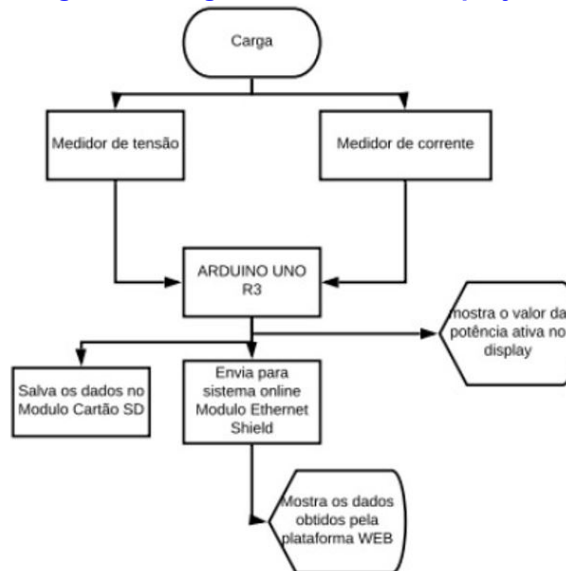 Carga
Medidor de tensão
Medidor de corrente
ARDUINO UNO
R3
mostra o valor da
potência ativa no
display
Salva os dados no
Modulo Cartão SD
Envia para
sistema online
Modulo Ethernet
Shield
Mostra os dados
obtidos pela
plataforma WEB